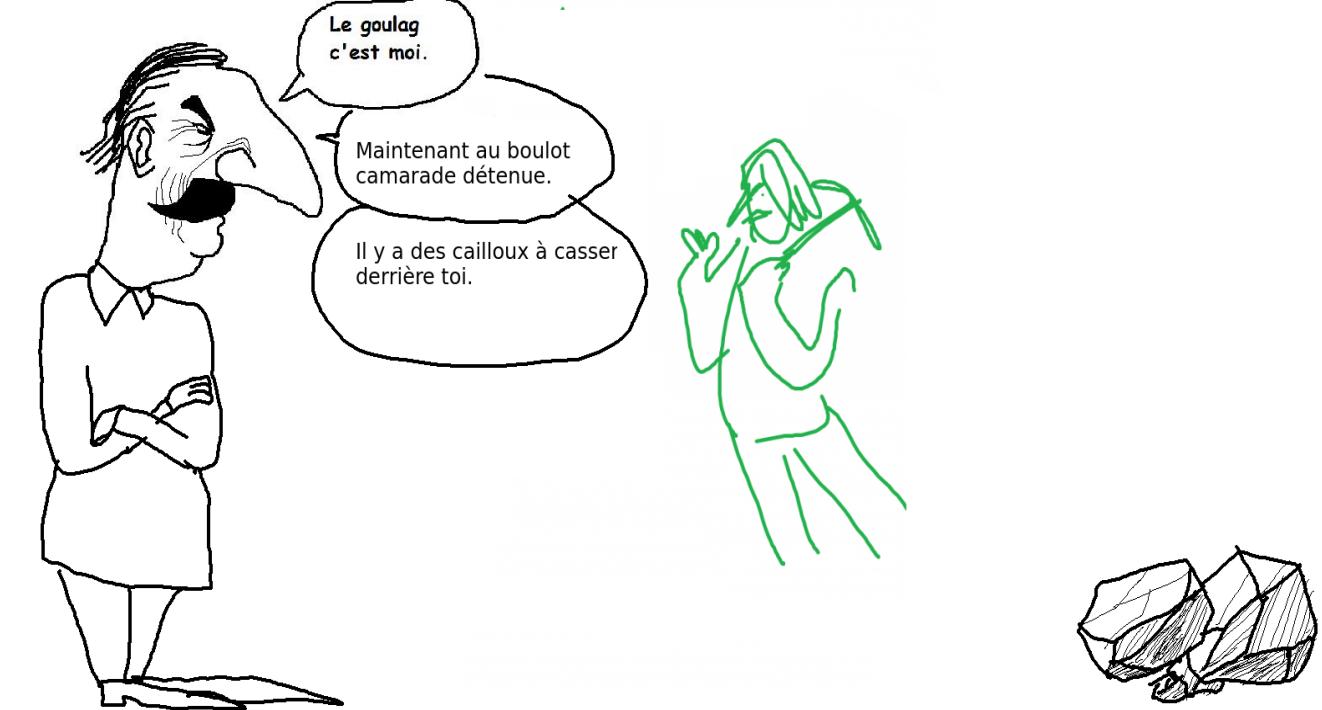 Le goulag
c'est moi.
Maintenant au boulot
camarade détenue.
Il y a des cailloux à casser
derrière toi.